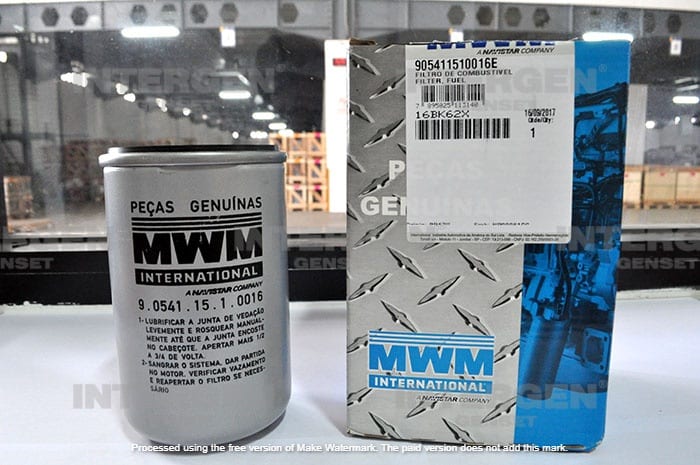 PEÇAS GENUÍNAS
MWM
INTERNATIONAL
A NAVISTAR COMPANY
9.0541.15.1.0016
1- LUBRIFICAR A JUNTA DE VEDAÇÃO
LEVEMENTE E ROSQUEAR MANUAL-
MENTE ATÉ QUE A JUNTA ENCOSTE
NO CABEÇOTE. APERTAR MAIS 1/2
A 3/4 DE VOLTA.
2- SANGRAR O SISTEMA, DAR PARTIDA
NO MOTOR. VERIFICAR VAZAMENTO
E REAPERTAR O FILTRO SE NECES-
SÁRIO
A NAVISTAR COMPANY
905411510016E
FILTRO DE COMBUSTIVEL
FILTER, FUEL
7 895025 113140
16BK62X
16/09/2017
1
PEÇAS
GENUÍNAS
MWM
INTERNATIONAL
A NAVISTAR COMPANY
INTERGEN
GENSET
Processed using the free version of Make Watermark. The paid version does not add this mark.